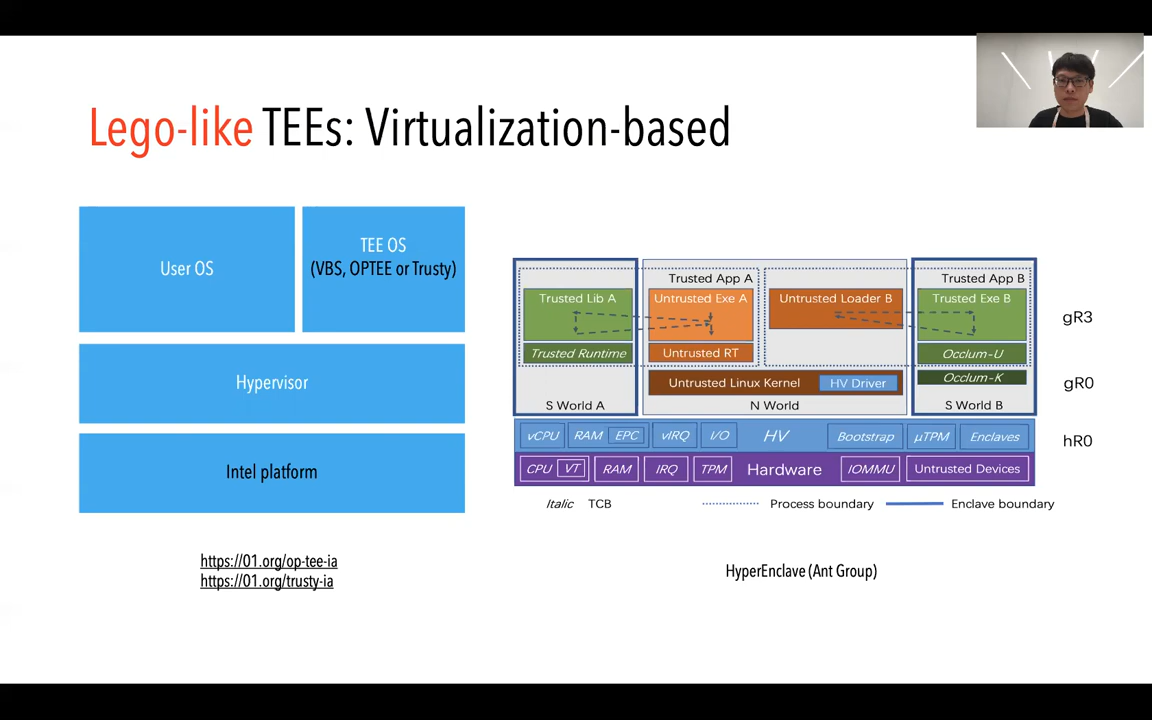 Lego-like TEEs: Virtualization-based
User OS
TEE OS
(VBS, OPTEE or Trusty)
Hypervisor
Intel platform
https://01.org/op-tee-ia
https://01.org/trusty-ia
Trusted App A
Trusted App B
Trusted Lib A
Untrusted Exe A
Untrusted Loader B
Trusted Exe B
gR3
Trusted Runtime
Untrusted RT
Occlum-U
Untrusted Linux Kernel
HV Driver
Occlum-K
gR0
S World A
N World
S World B
vCPU
RAM
EPC
vIRQ
I/O
HV
Bootstrap
µTPM
Enclaves
hR0
CPU
VT
RAM
IRQ
TPM
Hardware
IOMMU
Untrusted Devices
Italic TCB
Process boundary
Enclave boundary
HyperEnclave (Ant Group)